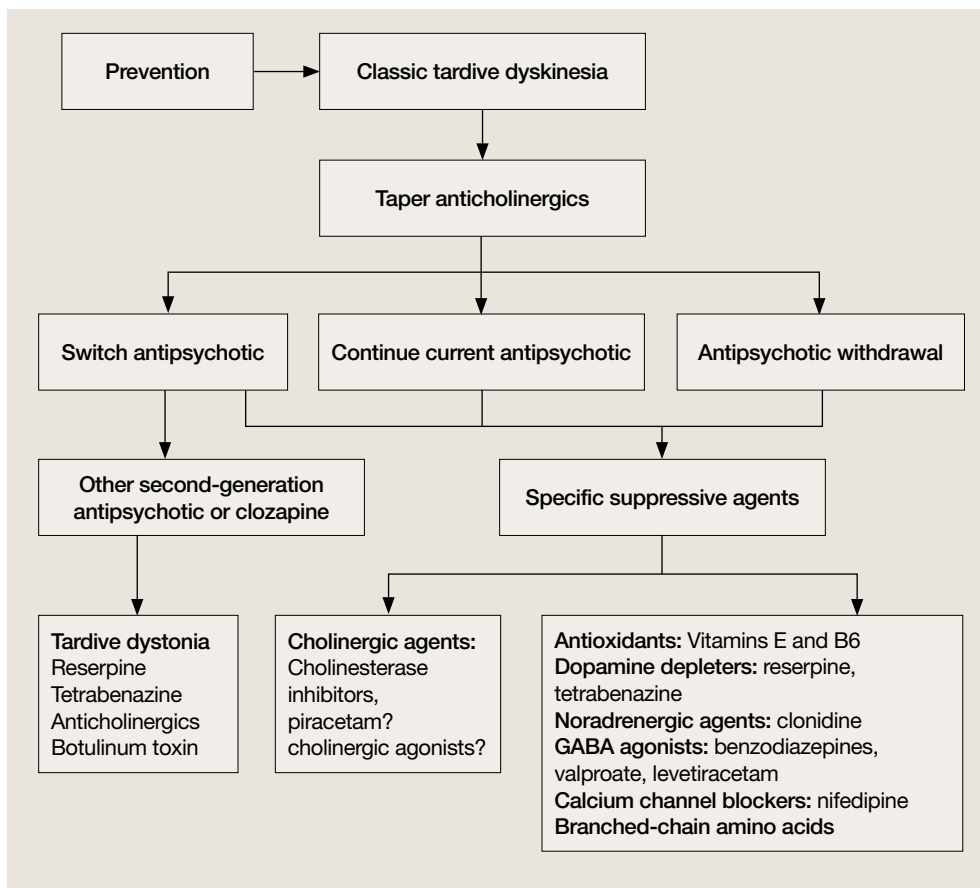 Prevention
Classic tardive dyskinesia
Taper anticholinergics
Switch antipsychotic
Continue current antipsychotic
Antipsychotic withdrawal
Other second-generation
antipsychotic or clozapine
Specific suppressive agents
Tardive dystonia
Reserpine
Tetrabenazine
Anticholinergics
Botulinum toxin
Cholinergic agents:
Cholinesterase
inhibitors,
piracetam?
cholinergic agonists?
Antioxidants: Vitamins E and B6
Dopamine depleters: reserpine,
tetrabenazine
Noradrenergic agents: clonidine
GABA agonists: benzodiazepines,
valproate, levetiracetam
Calcium channel blockers: nifedipine
Branched-chain amino acids